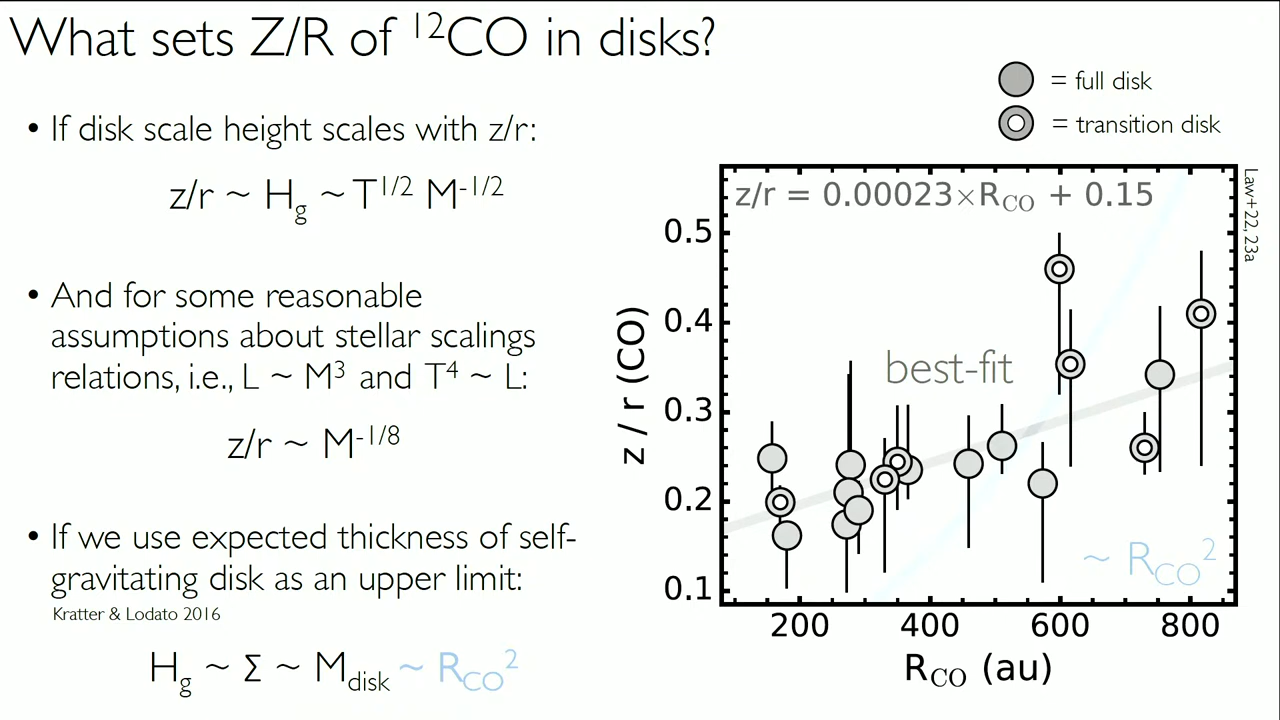 What sets Z/R of ¹²CO in disks?
= full disk
= transition disk
• If disk scale height scales with z/r:
z/r ~ H_g ~ T^1/2 M^-1/2
• And for some reasonable
assumptions about stellar scalings
relations, i.e., L ~ M³ and T⁴ ~ L:
z/r ~ M^-1/8
• If we use expected thickness of self-
gravitating disk as an upper limit:
Kratter & Lodato 2016
H_g ~ Σ ~ M_disk ~ R_CO²
z/r = 0.00023×R_CO + 0.15
Law+22, 23a
best-fit
~ R_CO²
z / r (CO)
0.5
0.4
0.3
0.2
0.1
200 400 600 800
R_CO (au)